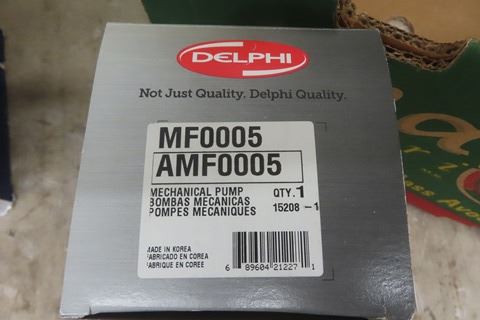 DELPHI
Not Just Quality. Delphi Quality.
MF0005
AMF0005
MECHANICAL PUMP
BOMBAS MECANICAS
POMPES MECANIQUES
QTY. 1
15208 -1
MADE IN KOREA
FABRICADO EN COREA
FABRIQUE EN COREE
6 89604 21227 1